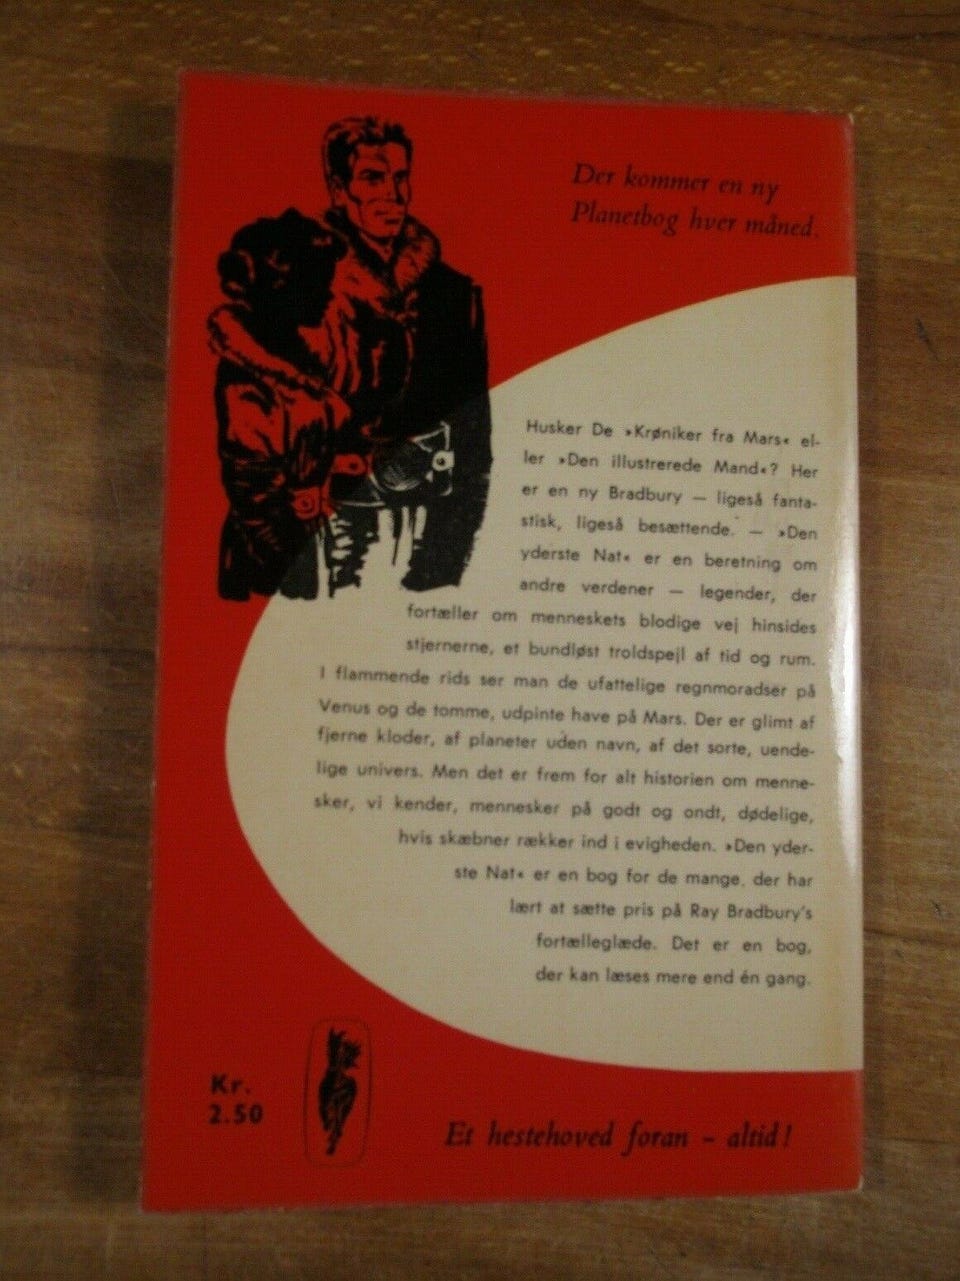 Der kommer en ny
Planetbog hver måned.
Husker De »Krøniker fra Mars« el-
ler »Den illustrerede Mand«? Her
er en ny Bradbury — ligeså fanta-
stisk, ligeså besættende. — »Den
yderste Nat« er en beretning om
andre verdener — legender, der
fortæller om menneskets blodige vej hinsides
stjernerne, et bundløst troldspejl af tid og rum.
I flammende rids ser man de ufattelige regnmoradser på
Venus og de tomme, udpinte have på Mars. Der er glimt af
fjerne kloder, af planeter uden navn, af det sorte, uende-
lige univers. Men det er frem for alt historien om menne-
sker, vi kender, mennesker på godt og ondt, dødelige,
hvis skæbner rækker ind i evigheden. »Den yder-
ste Nat« er en bog for de mange, der har
lært at sætte pris på Ray Bradbury's
fortælleglæde. Det er en bog,
der kan læses mere end én gang.
Kr.
2.50
Et hestehoved foran – altid!